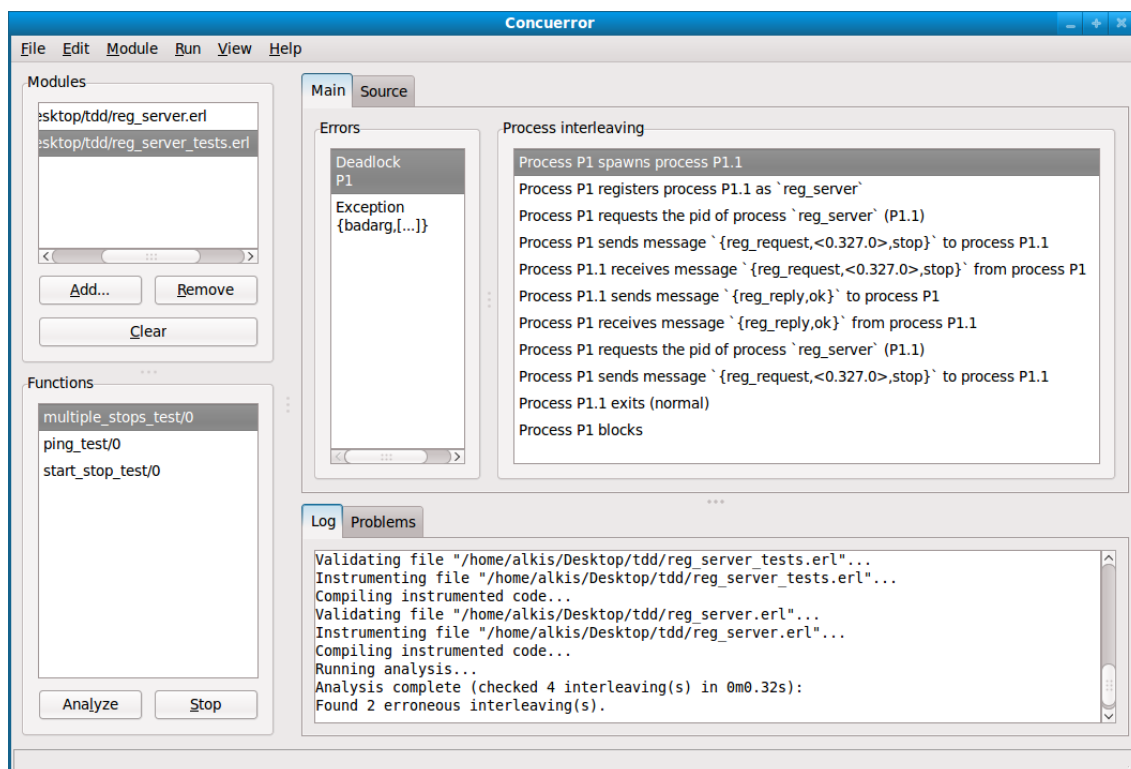 Concuerror
File Edit Module Run View Help
Modules
esktop/tdd/reg_server.erl
esktop/tdd/reg_server_tests.erl
Add... Remove
Clear
Functions
multiple_stops_test/0
ping_test/0
start_stop_test/0
Analyze Stop
Main Source
Errors
Deadlock
P1
Exception
{badarg,[...]}
Process interleaving
Process P1 spawns process P1.1
Process P1 registers process P1.1 as `reg_server`
Process P1 requests the pid of process `reg_server` (P1.1)
Process P1 sends message `{reg_request,<0.327.0>,stop}` to process P1.1
Process P1.1 receives message `{reg_request,<0.327.0>,stop}` from process P1
Process P1.1 sends message `{reg_reply,ok}` to process P1
Process P1 receives message `{reg_reply,ok}` from process P1.1
Process P1 requests the pid of process `reg_server` (P1.1)
Process P1 sends message `{reg_request,<0.327.0>,stop}` to process P1.1
Process P1.1 exits (normal)
Process P1 blocks
Log Problems
Validating file "/home/alkis/Desktop/tdd/reg_server_tests.erl"...
Instrumenting file "/home/alkis/Desktop/tdd/reg_server_tests.erl"...
Compiling instrumented code...
Validating file "/home/alkis/Desktop/tdd/reg_server.erl"...
Instrumenting file "/home/alkis/Desktop/tdd/reg_server.erl"...
Compiling instrumented code...
Running analysis...
Analysis complete (checked 4 interleaving(s) in 0m0.32s):
Found 2 erroneous interleaving(s).